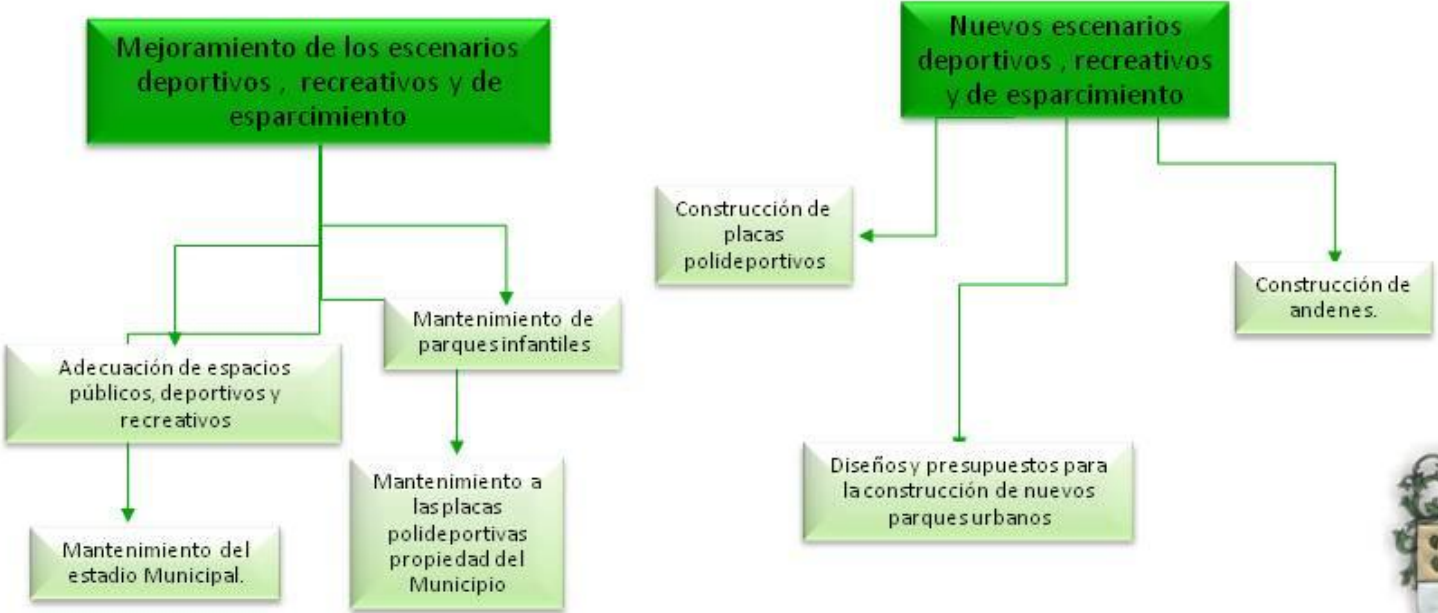 Mejoramiento de los escenarios
deportivos , recreativos y de
esparcimiento
Nuevos escenarios
deportivos , recreativos
y de esparcimiento
Construcción de
placas
polideportivos
Construcción de
andenes.
Mantenimiento de
parques infantiles
Adecuación de espacios
públicos, deportivos y
recreativos
Diseños y presupuestos para
la construcción de nuevos
parques urbanos
Mantenimiento a
las placas
polideportivas
propiedad del
Municipio
Mantenimiento del
estadio Municipal.